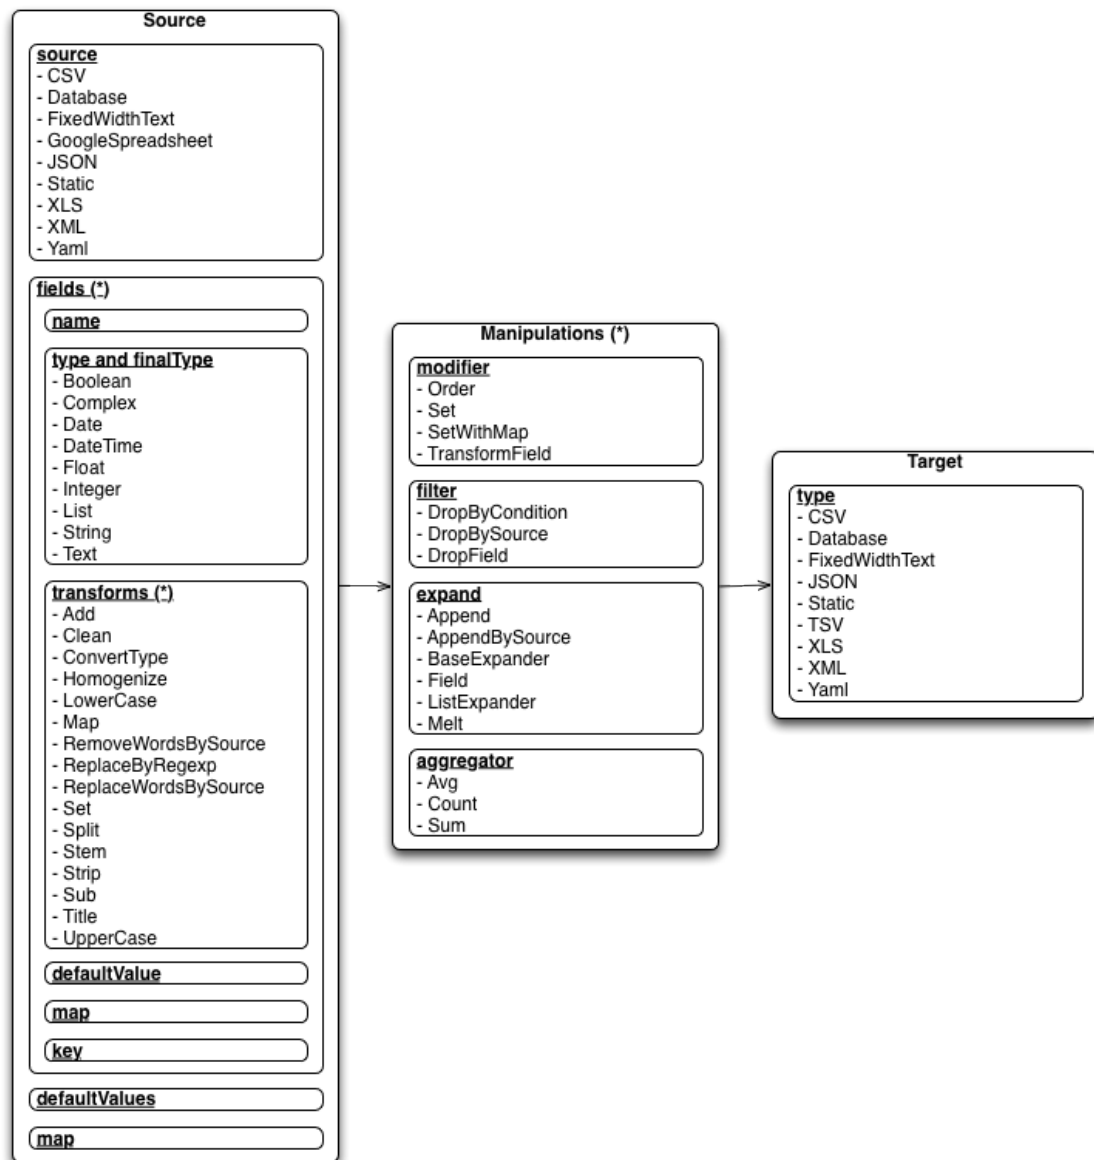 Source
source
- CSV
- Database
- FixedWidthText
- GoogleSpreadsheet
- JSON
- Static
- XLS
- XML
- Yaml
fields (*)
name
type and finalType
- Boolean
- Complex
- Date
- DateTime
- Float
- Integer
- List
- String
- Text
transforms (*)
- Add
- Clean
- ConvertType
- Homogenize
- LowerCase
- Map
- RemoveWordsBySource
- ReplaceByRegexp
- ReplaceWordsBySource
- Set
- Split
- Stem
- Strip
- Sub
- Title
- UpperCase
defaultValue
map
key
defaultValues
map
Manipulations (*)
modifier
- Order
- Set
- SetWithMap
- TransformField
filter
- DropByCondition
- DropBySource
- DropField
expand
- Append
- AppendBySource
- BaseExpander
- Field
- ListExpander
- Melt
aggregator
- Avg
- Count
- Sum
Target
type
- CSV
- Database
- FixedWidthText
- JSON
- Static
- TSV
- XLS
- XML
- Yaml